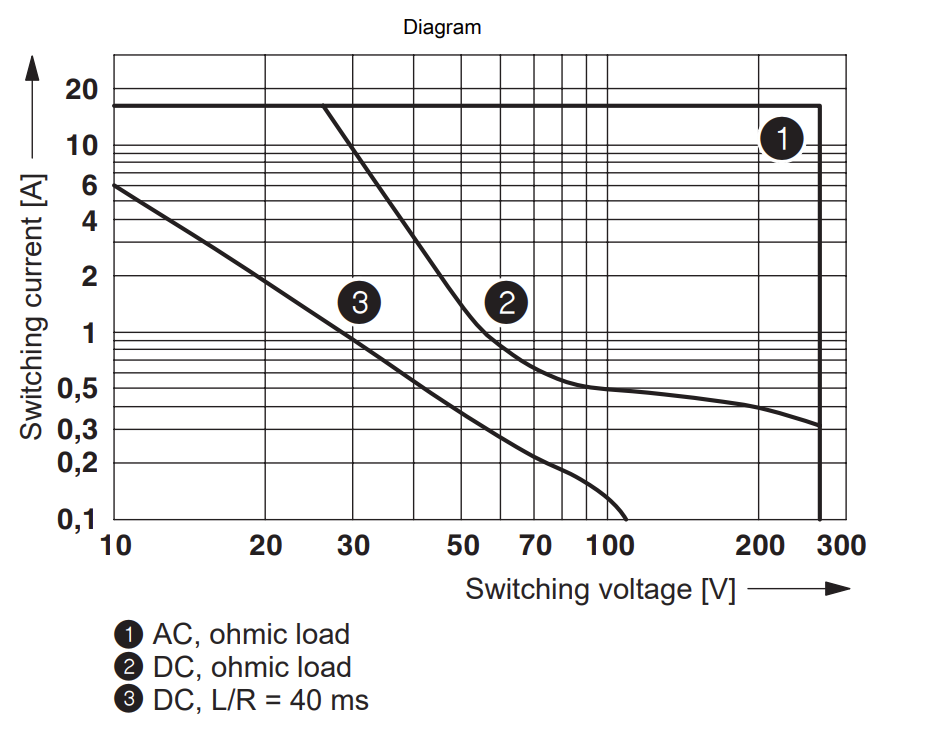 Diagram
Switching current [A]
20
10
6
4
2
1
0,5
0,3
0,2
0,1
1
2
3
10 20 30 50 70 100 200 300
Switching voltage [V]
1 AC, ohmic load
2 DC, ohmic load
3 DC, L/R = 40 ms